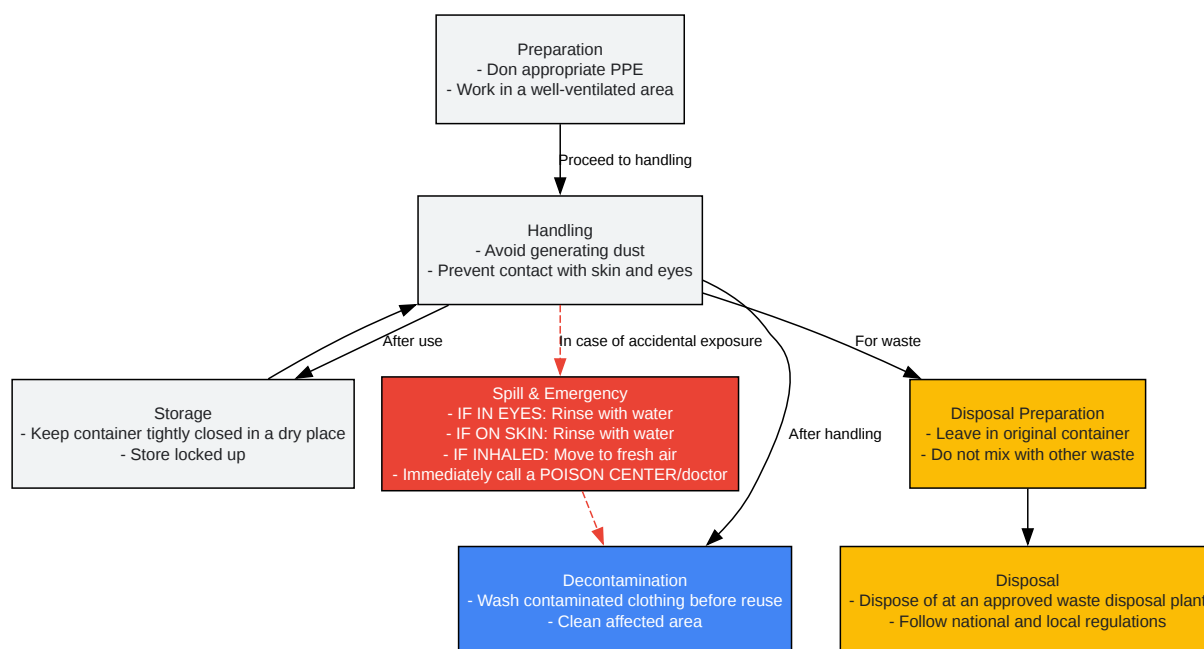 Preparation
- Don appropriate PPE
- Work in a well-ventilated area
Proceed to handling
Handling
- Avoid generating dust
- Prevent contact with skin and eyes
After use
In case of accidental exposure
For waste
Storage
- Keep container tightly closed in a dry place
- Store locked up
Spill & Emergency
- IF IN EYES: Rinse with water
- IF ON SKIN: Rinse with water
- IF INHALED: Move to fresh air
- Immediately call a POISON CENTER/doctor
After handling
Disposal Preparation
- Leave in original container
- Do not mix with other waste
Decontamination
- Wash contaminated clothing before reuse
- Clean affected area
Disposal
- Dispose of at an approved waste disposal plant
- Follow national and local regulations